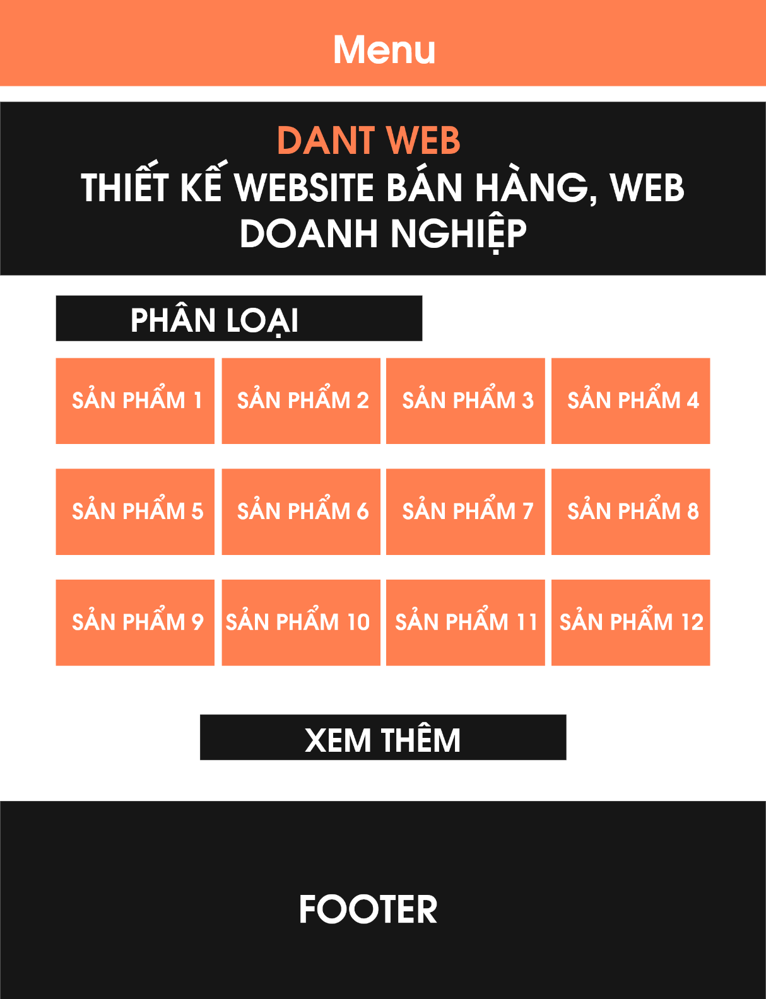 Menu
DANT WEB
THIẾT KẾ WEBSITE BÁN HÀNG, WEB
DOANH NGHIỆP
PHÂN LOẠI
SẢN PHẨM 1
SẢN PHẨM 2
SẢN PHẨM 3
SẢN PHẨM 4
SẢN PHẨM 5
SẢN PHẨM 6
SẢN PHẨM 7
SẢN PHẨM 8
SẢN PHẨM 9
SẢN PHẨM 10
SẢN PHẨM 11
SẢN PHẨM 12
XEM THÊM
FOOTER